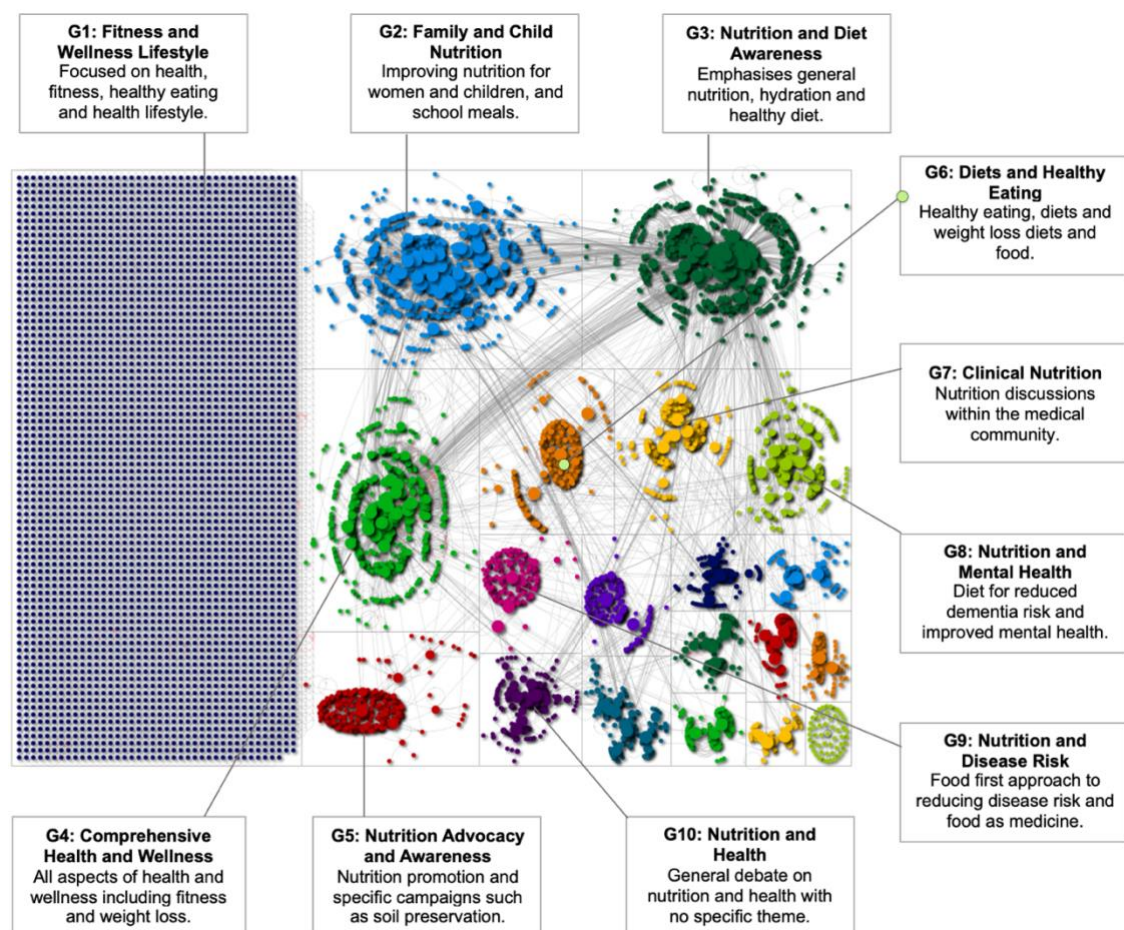 G1: Fitness and
Wellness Lifestyle
Focused on health,
fitness, healthy eating
and health lifestyle.
G2: Family and Child
Nutrition
Improving nutrition for
women and children, and
school meals.
G3: Nutrition and Diet
Awareness
Emphasises general
nutrition, hydration and
healthy diet.
G6: Diets and Healthy
Eating
Healthy eating, diets and
weight loss diets and
food.
G7: Clinical Nutrition
Nutrition discussions
within the medical
community.
G8: Nutrition and
Mental Health
Diet for reduced
dementia risk and
improved mental health.
G9: Nutrition and
Disease Risk
Food first approach to
reducing disease risk and
food as medicine.
G4: Comprehensive
Health and Wellness
All aspects of health and
wellness including fitness
and weight loss.
G5: Nutrition Advocacy
and Awareness
Nutrition promotion and
specific campaigns such
as soil preservation.
G10: Nutrition and
Health
General debate on
nutrition and health with
no specific theme.